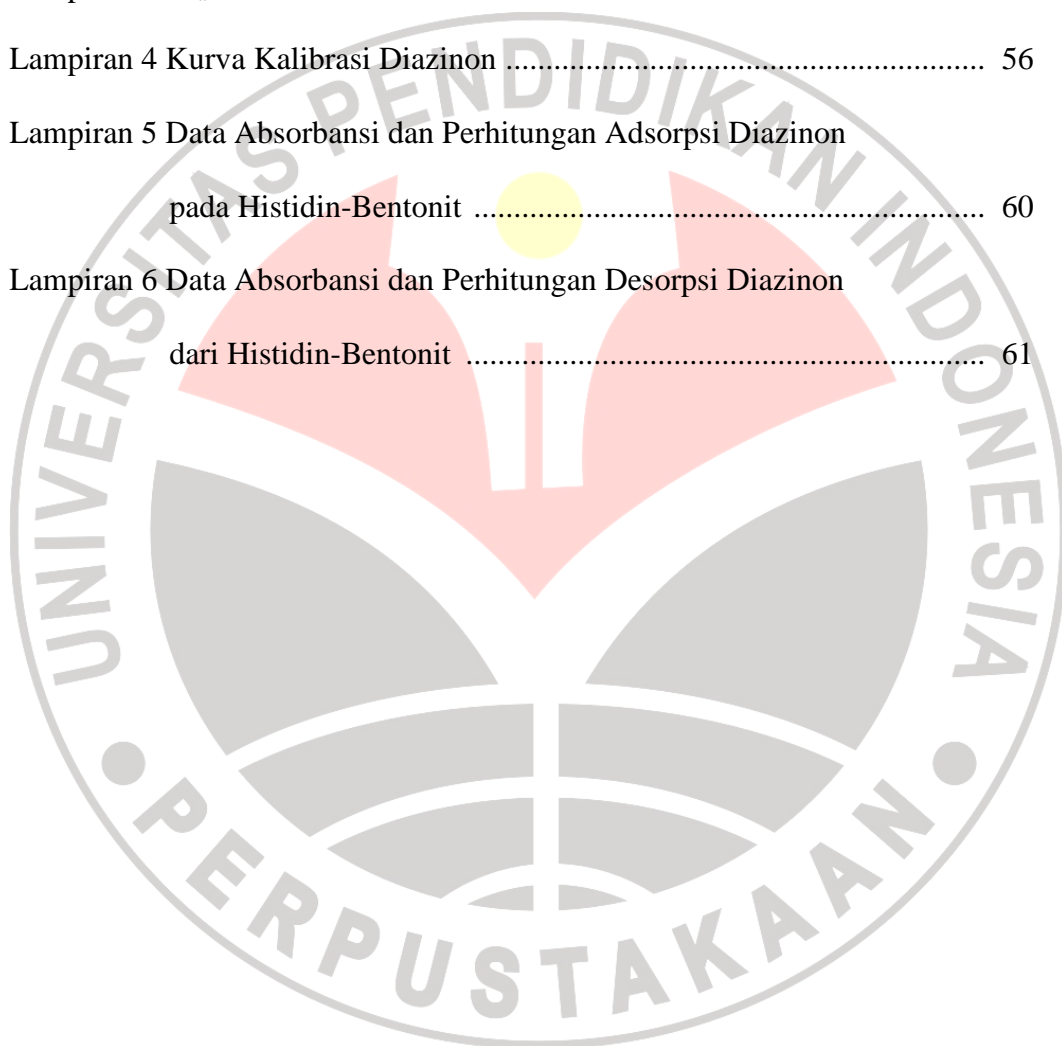 Lampiran 4 Kurva Kalibrasi Diazinon ........................................................ 56
Lampiran 5 Data Absorbansi dan Perhitungan Adsorpsi Diazinon
pada Histidin-Bentonit ............................................................ 60
Lampiran 6 Data Absorbansi dan Perhitungan Desorpsi Diazinon
dari Histidin-Bentonit ............................................................. 61
UNIVERSITAS PENDIDIKAN INDONESIA
PERPUSTAKAAN